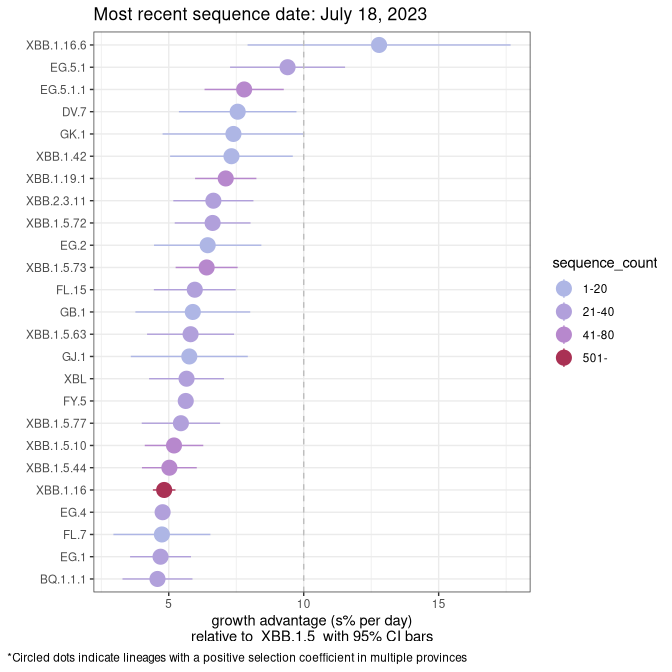 Most recent sequence date: July 18, 2023
XBB.1.16.6
EG.5.1
EG.5.1.1
DV.7
GK.1
XBB.1.42
XBB.1.19.1
XBB.2.3.11
XBB.1.5.72
EG.2
XBB.1.5.73
FL.15
GB.1
XBB.1.5.63
GJ.1
XBL
FY.5
XBB.1.5.77
XBB.1.5.10
XBB.1.5.44
XBB.1.16
EG.4
FL.7
EG.1
BQ.1.1.1
5 10 15
growth advantage (s% per day)
relative to XBB.1.5 with 95% CI bars
sequence_count
1-20
21-40
41-80
501-
*Circled dots indicate lineages with a positive selection coefficient in multiple provinces